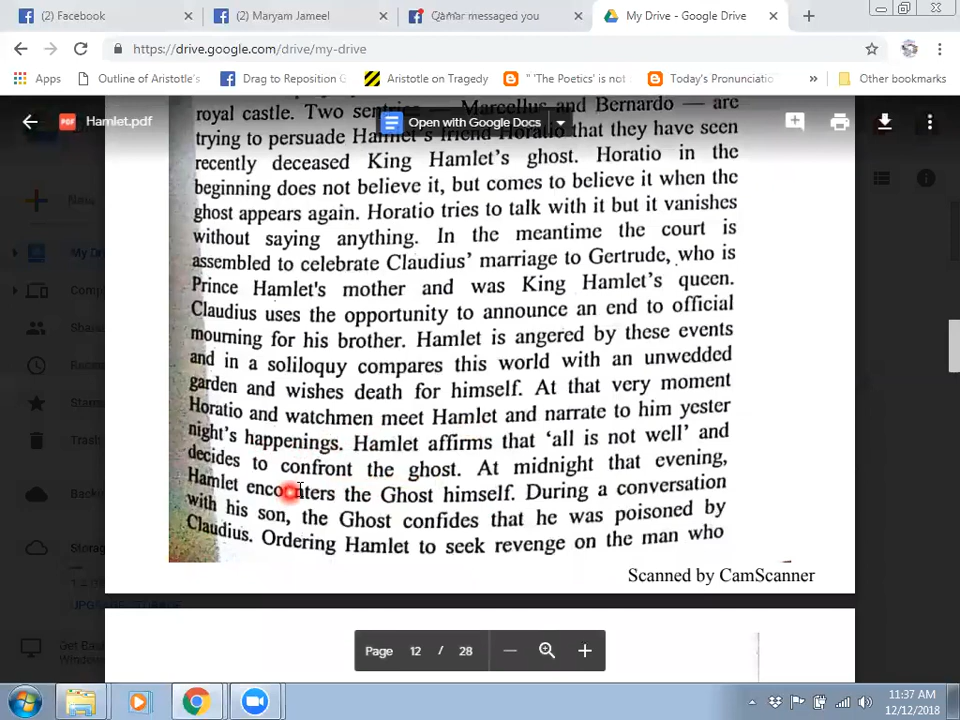 (2) Facebook
(2) Maryam Jameel
Qamar messaged you
My Drive - Google Drive
https://drive.google.com/drive/my-drive
Apps
Outline of Aristotle's
Drag to Reposition
Aristotle on Tragedy
" 'The Poetics' is not
Today's Pronunciatio
»
Other bookmarks
Hamlet.pdf
Open with Google Docs
royal castle. Two sentries — Marcellus and Bernardo — are
trying to persuade Hamlet's friend Horatio that they have seen
recently deceased King Hamlet's ghost. Horatio in the
beginning does not believe it, but comes to believe it when the
ghost appears again. Horatio tries to talk with it but it vanishes
without saying anything. In the meantime the court is
assembled to celebrate Claudius' marriage to Gertrude, who is
Prince Hamlet's mother and was King Hamlet's queen.
Claudius uses the opportunity to announce an end to official
mourning for his brother. Hamlet is angered by these events
and in a soliloquy compares this world with an unwedded
garden and wishes death for himself. At that very moment
Horatio and watchmen meet Hamlet and narrate to him yester
night's happenings. Hamlet affirms that 'all is not well' and
decides to confront the ghost. At midnight that evening,
Hamlet encounters the Ghost himself. During a conversation
with his son, the Ghost confides that he was poisoned by
Claudius. Ordering Hamlet to seek revenge on the man who
Scanned by CamScanner
New
My D
Comp
Sha
Rece
Starr
Trash
Storag
Get Ba
Window
Page 12 / 28
11:37 AM
12/12/2018